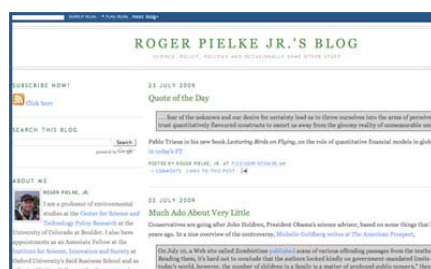 ROGER PIELKE JR.'S BLOG
SCIENCE, POLICY, POLITICS AND OCCASIONALLY SOME OTHER STUFF
SUBSCRIBE NOW!
Click here
SEARCH THIS BLOG
Search
powered by Google
ABOUT ME
ROGER PIELKE, JR.
I am a professor of environmental
studies at the Center for Science and
Technology Policy Research at the
University of Colorado at Boulder. I also have
appointments as an Associate Fellow at the
Institute for Science, Innovation and Society at
Oxford University's Said Business School and as
23 JULY 2009
Quote of the Day
. . . fear of the unknown and our desire for certainty lead us to throw ourselves into the arms of
trust quantitatively flavoured constructs to escort us away from the gloomy reality of unmeasurable
Pablo Triana in his new book Lecturing Birds on Flying, on the role of quantitative financial models in
in today's FT
POSTED BY ROGER PIELKE, JR. AT
COMMENTS LINKS TO THIS POST
22 JULY 2009
Much Ado About Very Little
Conservatives are going after John Holdren, President Obama's science advisor, based on some things that
years ago. In a nice overview of the controversy, Michelle Goldberg writes at The American Prospect,
On July 10, a Web site called Zombietime published scans of various offending passages from the
Reading them, it's hard not to conclude that the authors looked kindly on government-mandated
today's world, however, the number of children in a family is a matter of profound public concern," they